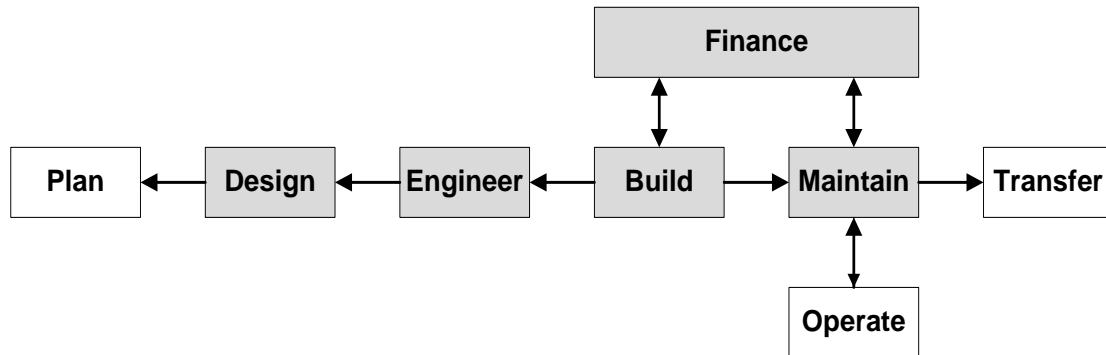 Finance
Plan
Design
Engineer
Build
Maintain
Transfer
Operate